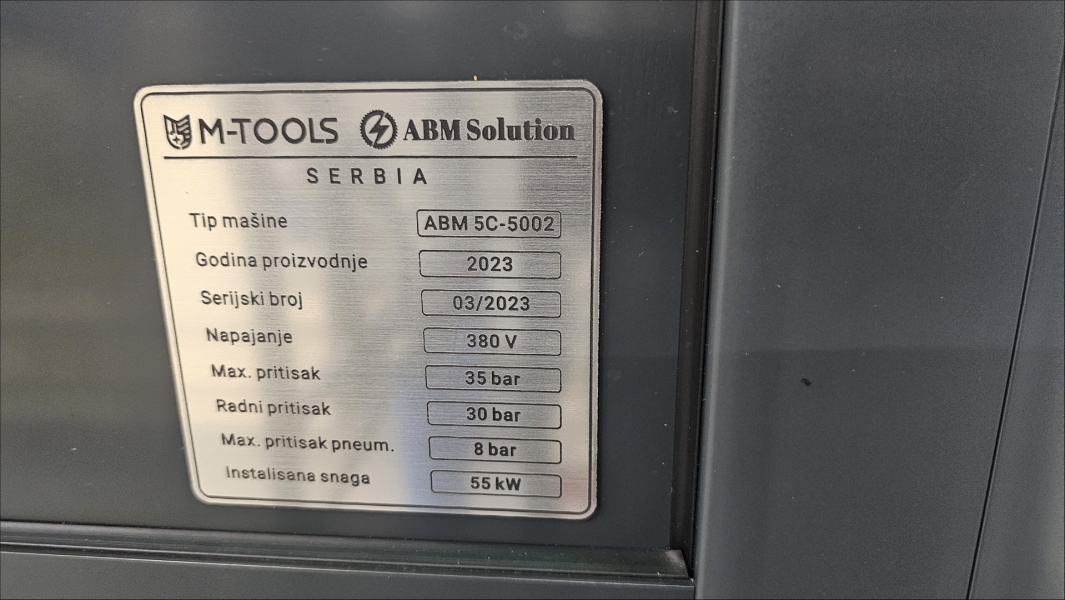 M-TOOLS ABM Solution
SERBIA
Tip mašine ABM 5C-5002
Godina proizvodnje 2023
Serijski broj 03/2023
Napajanje 380 V
Max. pritisak 35 bar
Radni pritisak 30 bar
Max. pritisak pneum. 8 bar
Instalisana snaga 55 kW